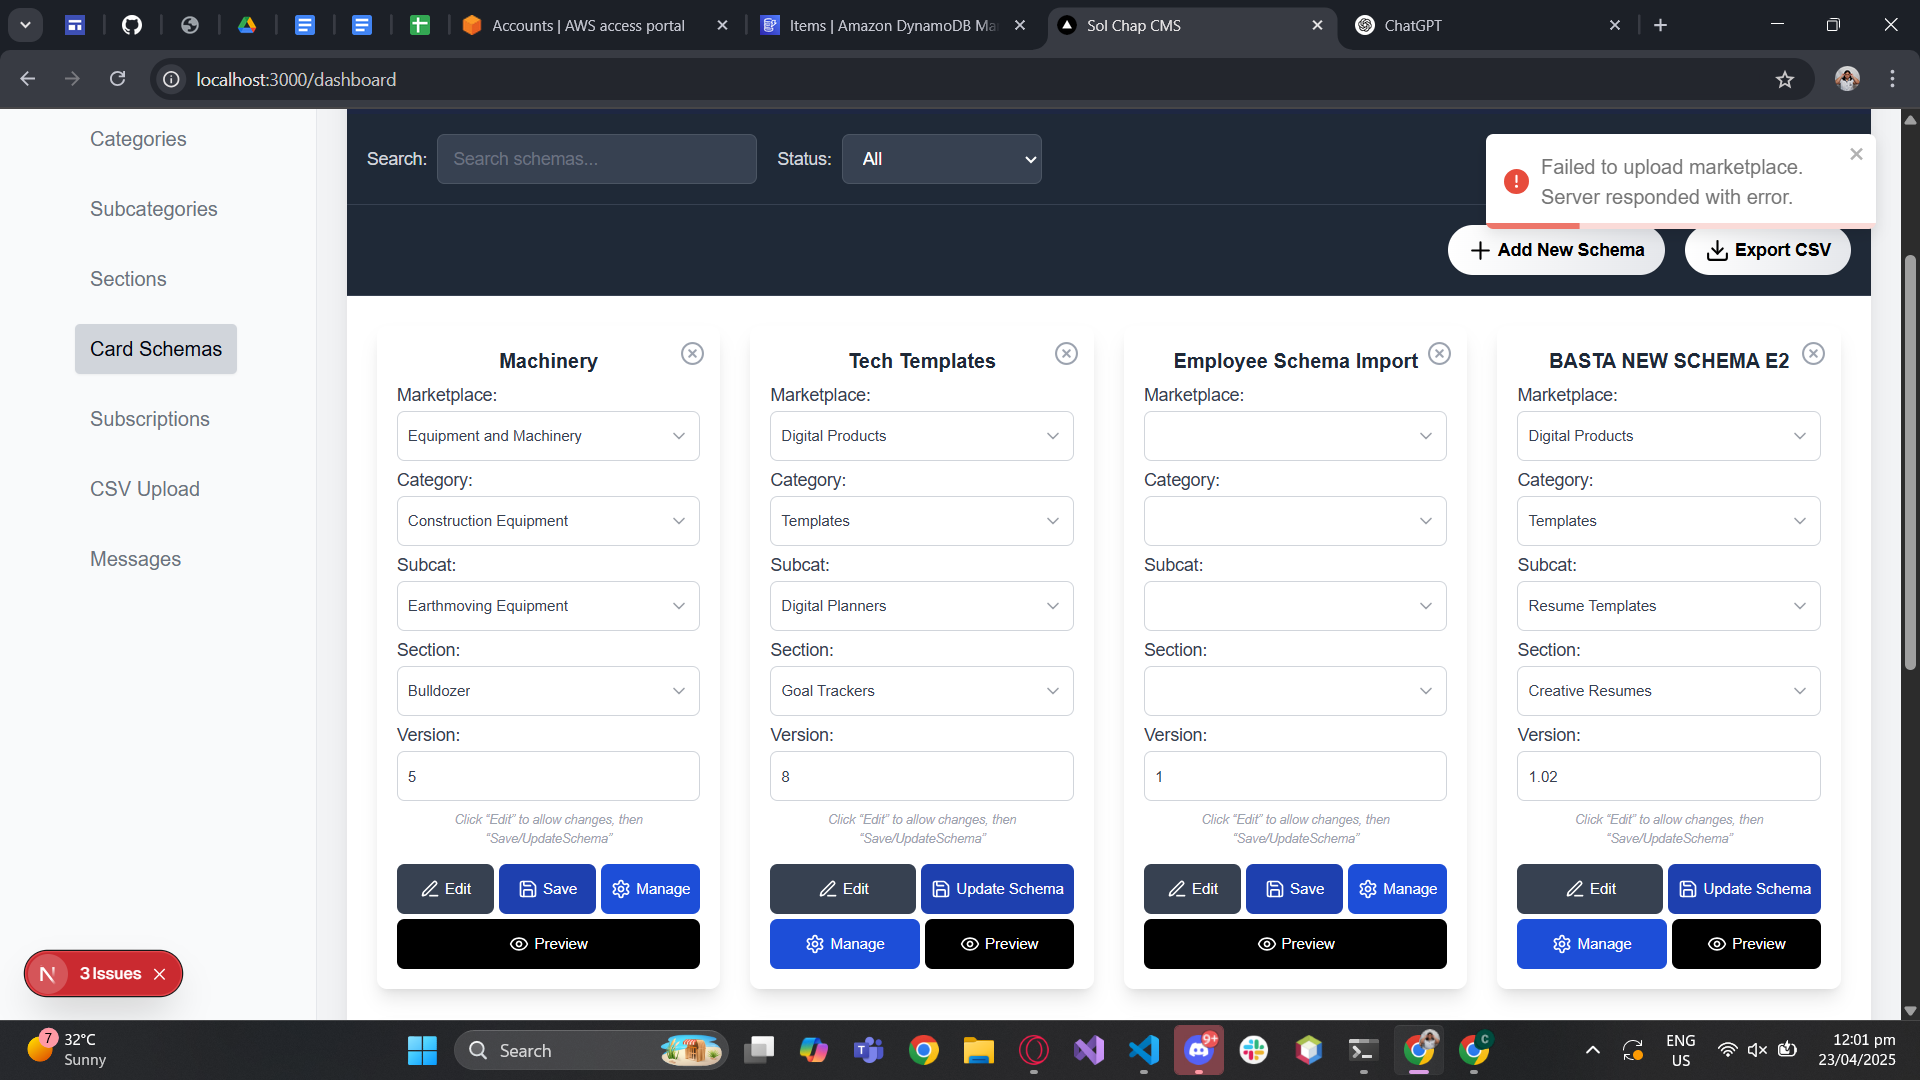 Accounts | AWS access portal
Items | Amazon DynamoDB Ma
Sol Chap CMS
ChatGPT
localhost:3000/dashboard
Categories
Subcategories
Sections
Card Schemas
Subscriptions
CSV Upload
Messages
Search:
Search schemas...
Status:
All
Failed to upload marketplace.
Server responded with error.
Add New Schema
Export CSV
Machinery
Marketplace:
Equipment and Machinery
Category:
Construction Equipment
Subcat:
Earthmoving Equipment
Section:
Bulldozer
Version:
5
Click “Edit” to allow changes, then
“Save/UpdateSchema”
Edit
Save
Manage
Preview
Tech Templates
Marketplace:
Digital Products
Category:
Templates
Subcat:
Digital Planners
Section:
Goal Trackers
Version:
8
Click “Edit” to allow changes, then
“Save/UpdateSchema”
Edit
Update Schema
Manage
Preview
Employee Schema Import
Marketplace:
Category:
Subcat:
Section:
Version:
1
Click “Edit” to allow changes, then
“Save/UpdateSchema”
Edit
Save
Manage
Preview
BASTA NEW SCHEMA E2
Marketplace:
Digital Products
Category:
Templates
Subcat:
Resume Templates
Section:
Creative Resumes
Version:
1.02
Click “Edit” to allow changes, then
“Save/UpdateSchema”
Edit
Update Schema
Manage
Preview
N
3 Issues
7
32°C
Sunny
Search
9+
C
ENG
US
12:01 pm
23/04/2025